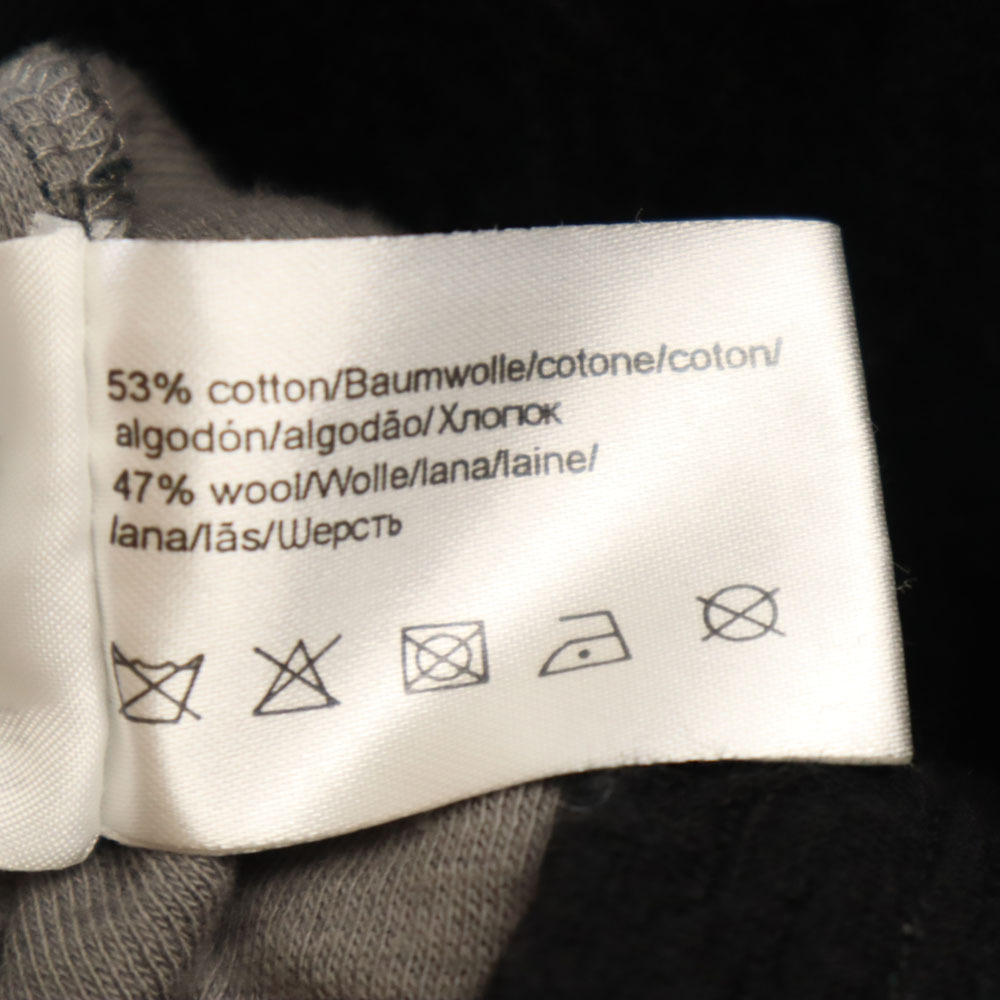 53% cotton/Baumwolle/cotone/coton/
algodón/algodão/Хлопок
47% wool/Wolle/lana/laine/
lana/lãs/Шерсть